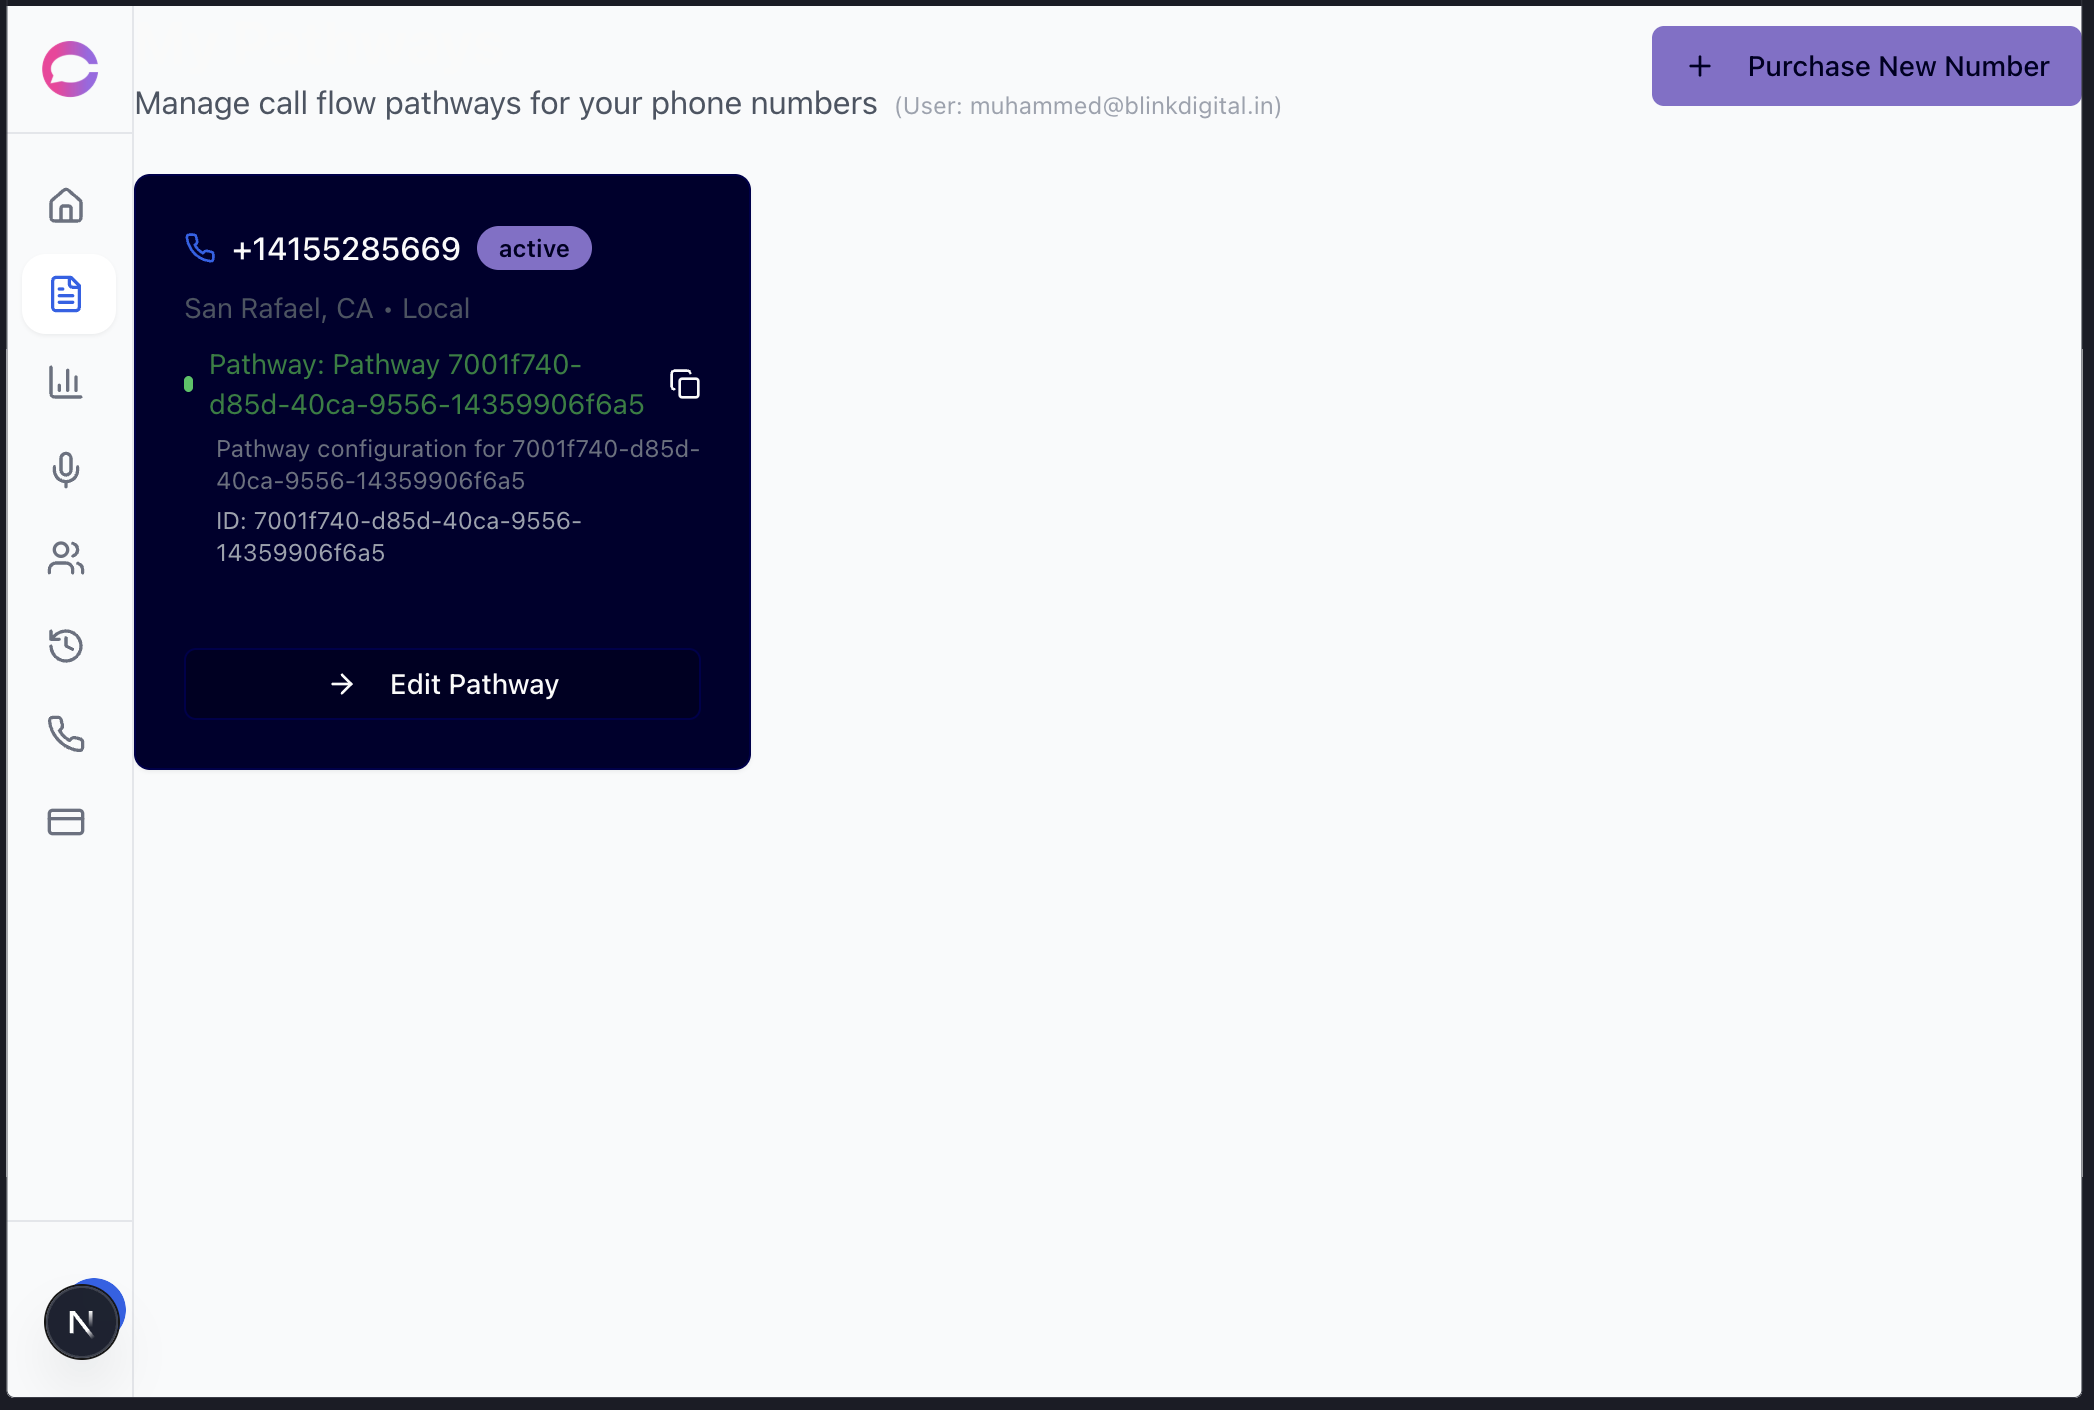 Purchase New Number
Manage call flow pathways for your phone numbers (User: muhammed@blinkdigital.in)
+14155285669 active
San Rafael, CA • Local
Pathway: Pathway 7001f740-
d85d-40ca-9556-14359906f6a5
Pathway configuration for 7001f740-d85d-
40ca-9556-14359906f6a5
ID: 7001f740-d85d-40ca-9556-
14359906f6a5
Edit Pathway
N